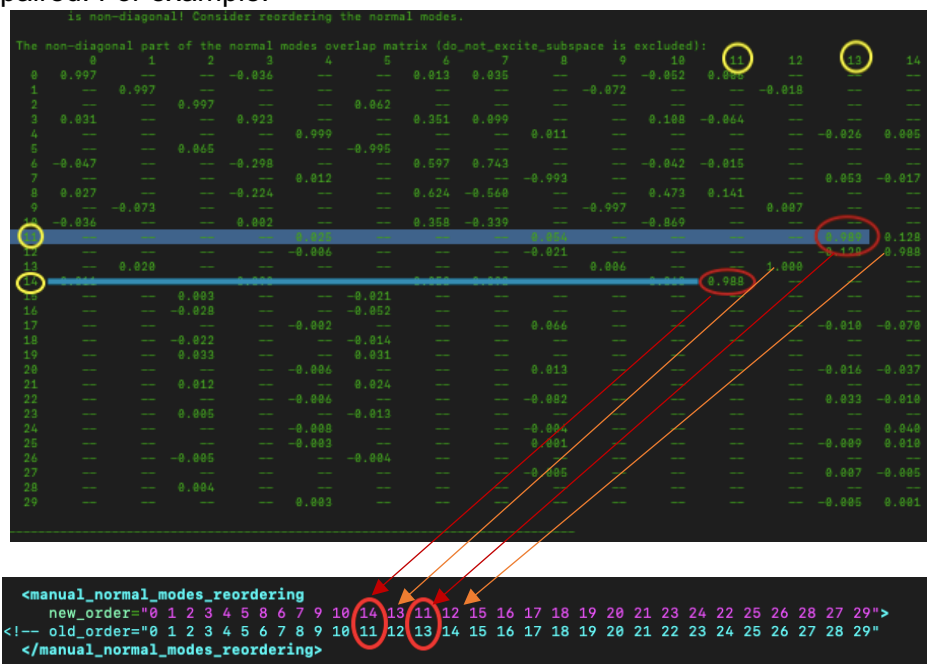 paired. For example:
is non-diagonal! Consider reordering the normal modes.
The non-diagonal part of the normal modes overlap matrix (do_not_excite_subspace is excluded):
0 1 2 3 4 5 6 7 8 9 10 11 12 13 14
0 0.997 -- -- -0.036 -- -- 0.013 0.035 -- -- -0.052 -- -- --
1 -- 0.997 -- -- -- -- -- -- -- -0.072 -- -- -0.018 -- --
2 -- -- 0.997 -- -- 0.062 -- -- -- -- -- -- -- -- --
3 0.031 -- -- 0.923 -- -- 0.351 0.099 -- -- 0.108 -0.064 -- -- --
4 -- -- -- -- 0.999 -- -- -- 0.011 -- -- -- -- -0.026 0.005
5 -- -- 0.065 -- -- -0.995 -- -- -- -- -- -- -- -- --
6 -0.047 -- -- -0.298 -- -- 0.597 0.743 -- -- -0.042 -0.015 -- -- --
7 -- -- -- -- 0.012 -- -- -- -0.993 -- -- -- -- 0.053 -0.017
8 0.027 -- -- -0.224 -- -- 0.624 -0.560 -- -- 0.473 0.141 -- -- --
9 -- -0.073 -- -- -- -- -- -- -- -0.997 -- -- 0.007 -- --
10 -0.036 -- -- 0.002 -- -- 0.358 -0.339 -- -- -0.869 -- -- -- --
11 -- -- -- -- 0.025 -- -- -- 0.054 -- -- -- -- 0.989 0.128
12 -- -- -- -- -0.006 -- -- -- -0.021 -- -- -- -- -0.128 0.988
13 -- 0.020 -- -- -- -- -- -- -- 0.006 -- -- 1.000 -- --
14 0.988 -- -- --
15 -- -- 0.003 -- -- -0.021 -- -- -- -- -- -- -- -- --
16 -- -- -0.028 -- -- -0.052 -- -- -- -- -- -- -- -- --
17 -- -- -- -- -0.002 -- -- -- 0.066 -- -- -- -- -0.010 -0.070
18 -- -- -0.022 -- -- -0.014 -- -- -- -- -- -- -- -- --
19 -- -- 0.033 -- -- 0.031 -- -- -- -- -- -- -- -- --
20 -- -- -- -- -0.006 -- -- -- 0.013 -- -- -- -- -0.016 -0.037
21 -- -- 0.012 -- -- 0.024 -- -- -- -- -- -- -- -- --
22 -- -- -- -- -0.006 -- -- -- -0.082 -- -- -- -- 0.033 -0.010
23 -- -- 0.005 -- -- -0.013 -- -- -- -- -- -- -- -- --
24 -- -- -- -- -0.008 -- -- -- -0.004 -- -- -- -- -- 0.040
25 -- -- -- -- -0.003 -- -- -- 0.001 -- -- -- -- -0.009 0.010
26 -- -- -0.005 -- -- -0.004 -- -- -- -- -- -- -- -- --
27 -- -- -- -- -- -- -- -- -0.005 -- -- -- -- 0.007 -0.005
28 -- -- 0.004 -- -- -- -- -- -- -- -- -- -- -- --
29 -- -- -- -- 0.003 -- -- -- -- -- -- -- -- -0.005 0.001
<manual_normal_modes_reordering
new_order="0 1 2 3 4 5 8 6 7 9 10 14 13 11 12 15 16 17 18 19 20 21 23 24 22 25 26 27 28 29">
<!-- old_order="0 1 2 3 4 5 6 7 8 9 10 11 12 13 14 15 16 17 18 19 20 21 22 23 24 25 26 27 28 29"
</manual_normal_modes_reordering>